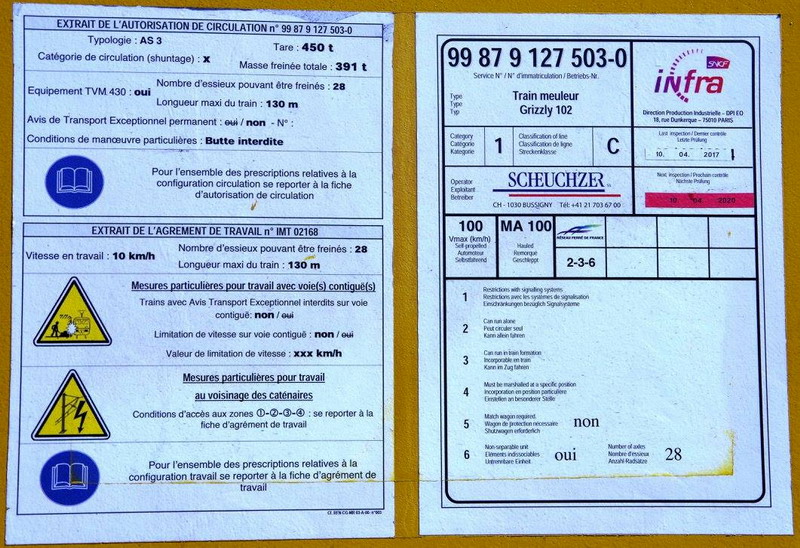 EXTRAIT DE L'AUTORISATION DE CIRCULATION n° 99 87 9 127 503-0
Typologie : AS 3
Tare : 450 t
Catégorie de circulation (shuntage) : X
Masse freinée totale : 391 t
Equipement TVM 430 : oui
Nombre d'essieux pouvant être freinés : 28
Longueur maxi du train : 130 m
Avis de Transport Exceptionnel permanent : oui / non - N° :
Conditions de manœuvre particulières : Butte interdite
Pour l'ensemble des prescriptions relatives à la
configuration circulation se reporter à la fiche
d'autorisation de circulation
EXTRAIT DE L'AGREMENT DE TRAVAIL n° IMT 02168
Vitesse en travail : 10 km/h
Nombre d'essieux pouvant être freinés : 28
Longueur maxi du train : 130 m
Mesures particulières pour travail avec voie(s) contiguë(s)
Trains avec Avis Transport Exceptionnel interdits sur voie
contiguë: non / oui
Limitation de vitesse sur voie contiguë : non / oui
Valeur de limitation de vitesse : xxx km/h
Mesures particulières pour travail
au voisinage des caténaires
Conditions d'accès aux zones ①-②-③-④ : se reporter à la
fiche d'agrément de travail
Pour l'ensemble des prescriptions relatives à la
configuration travail se reporter à la fiche d'agrément de
travail
99 87 9 127 503-0
Service N° / N° d'immatriculation / Betriebs-Nr.
SNCF
infra
Type
Type
Typ
Train meuleur
Grizzly 102
Direction Production Industrielle – DPI EO
18, rue Dunkerque – 75010 PARIS
Category
Catégorie
Kategorie
1
Classification of line
Classification de ligne
Streckenklasse
C
Last inspection / Dernier contrôle
Letzte Prüfung
10. 04. 2017
Operator
Exploitant
Betreiber
SCHEUCHZER SA
CH - 1030 BUSSIGNY Tél: +41 21 703 67 00
Next inspection / Prochain contrôle
Nächste Prüfung
10 04 2020
100
Vmax (km/h)
Self-propelled
Automoteur
Selbstfahrend
MA 100
Hauled
Remorqué
Geschleppt
RÉSEAU FERRÉ DE FRANCE
2-3-6
1
Restrictions with signalling systems
Restrictions avec les systèmes de signalisation
Einschränkungen bezüglich Signalsysteme
2
Can run alone
Peut circuler seul
Kann allein fahren
3
Can run in train formation
Incorporable en train
Kann im Zug fahren
4
Must be marshalled at a specific position
Incorporation en position particulière
Einstellen an besonderer Stelle
5
Match wagon required.
Wagon de protection nécessaire
Shutzwagen erforderlich
non
6
Non-separable unit
Eléments indissociables
Untrennbare Einheit
oui
Number of axles
Nombre d'essieux
Anzahl Radsätze
28